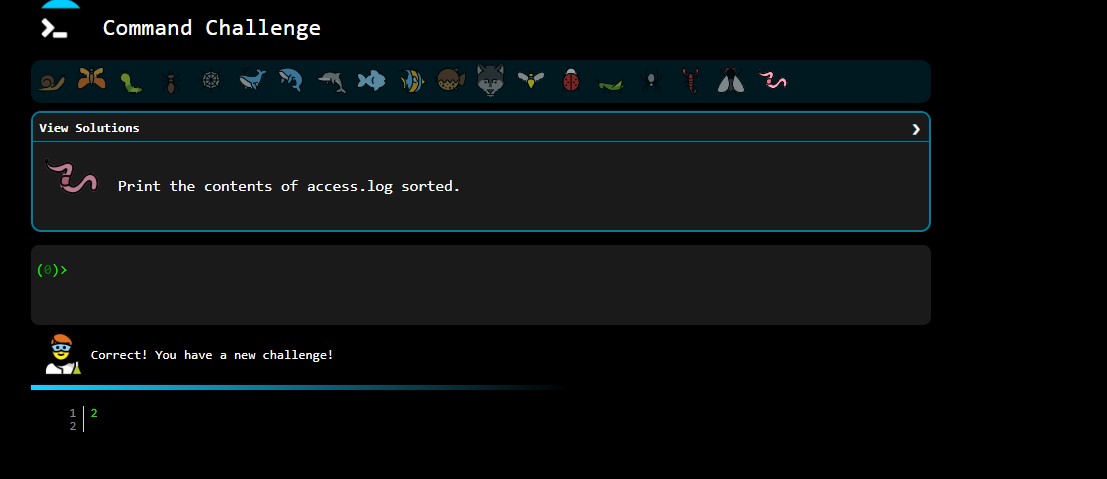 Command Challenge
View Solutions
Print the contents of access.log sorted.
(0)>
Correct! You have a new challenge!
1 2
2